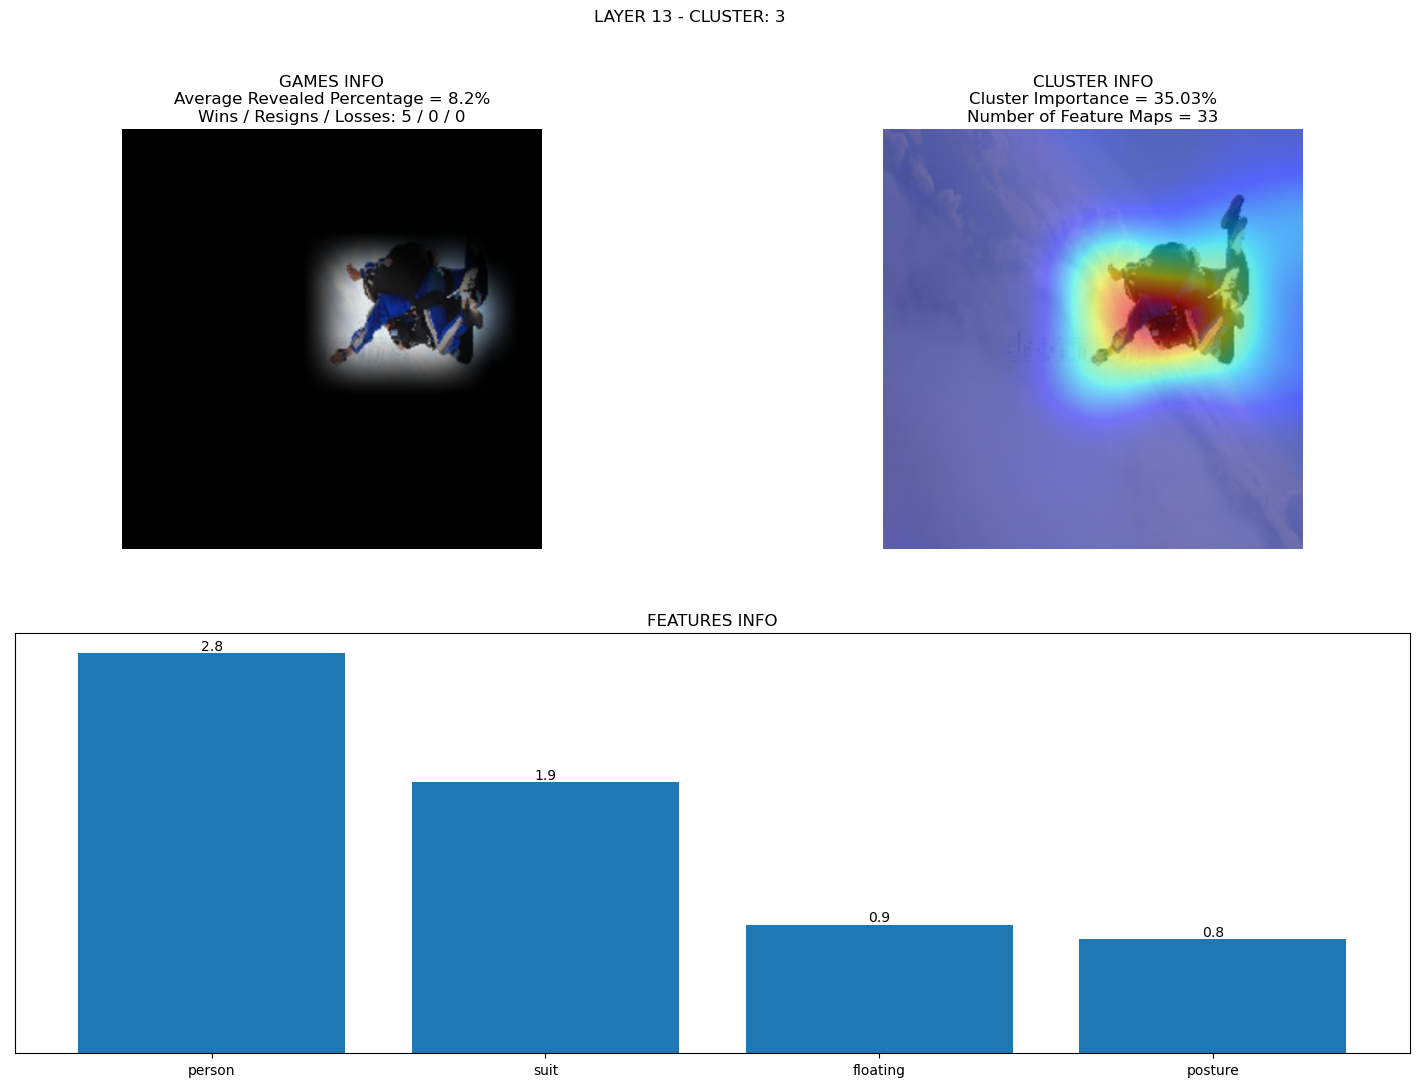 LAYER 13 - CLUSTER: 3
GAMES INFO
Average Revealed Percentage = 8.2%
Wins / Resigns / Losses: 5 / 0 / 0
CLUSTER INFO
Cluster Importance = 35.03%
Number of Feature Maps = 33
FEATURES INFO
2.8
1.9
0.9
0.8
person
suit
floating
posture